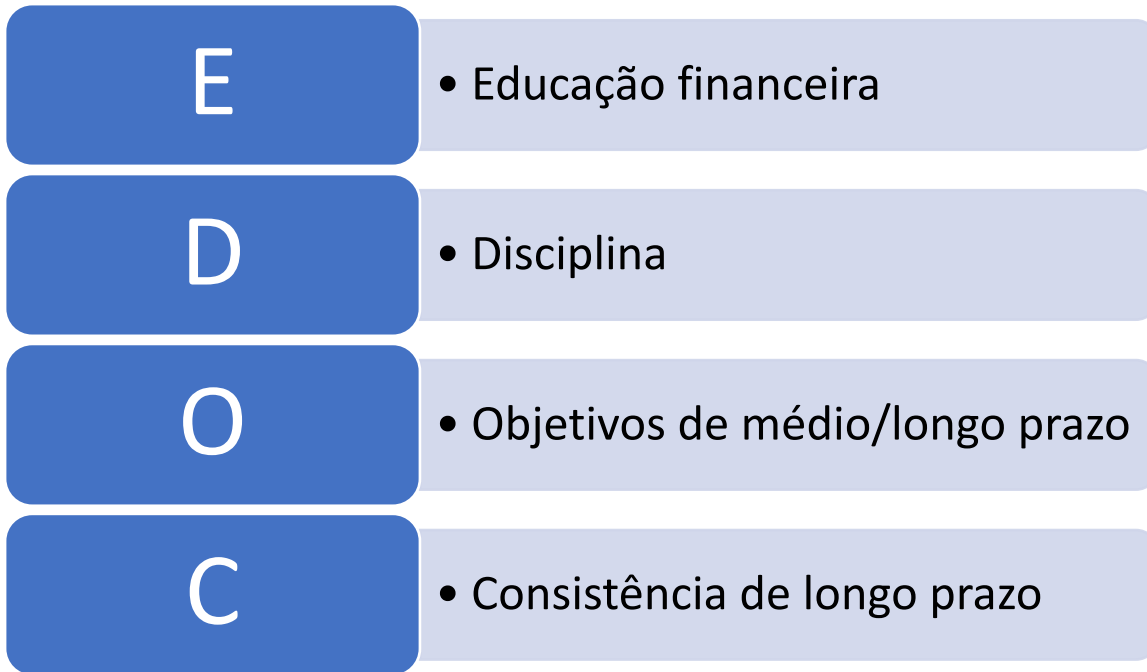 E
• Educação financeira
D
• Disciplina
O
• Objetivos de médio/longo prazo
C
• Consistência de longo prazo